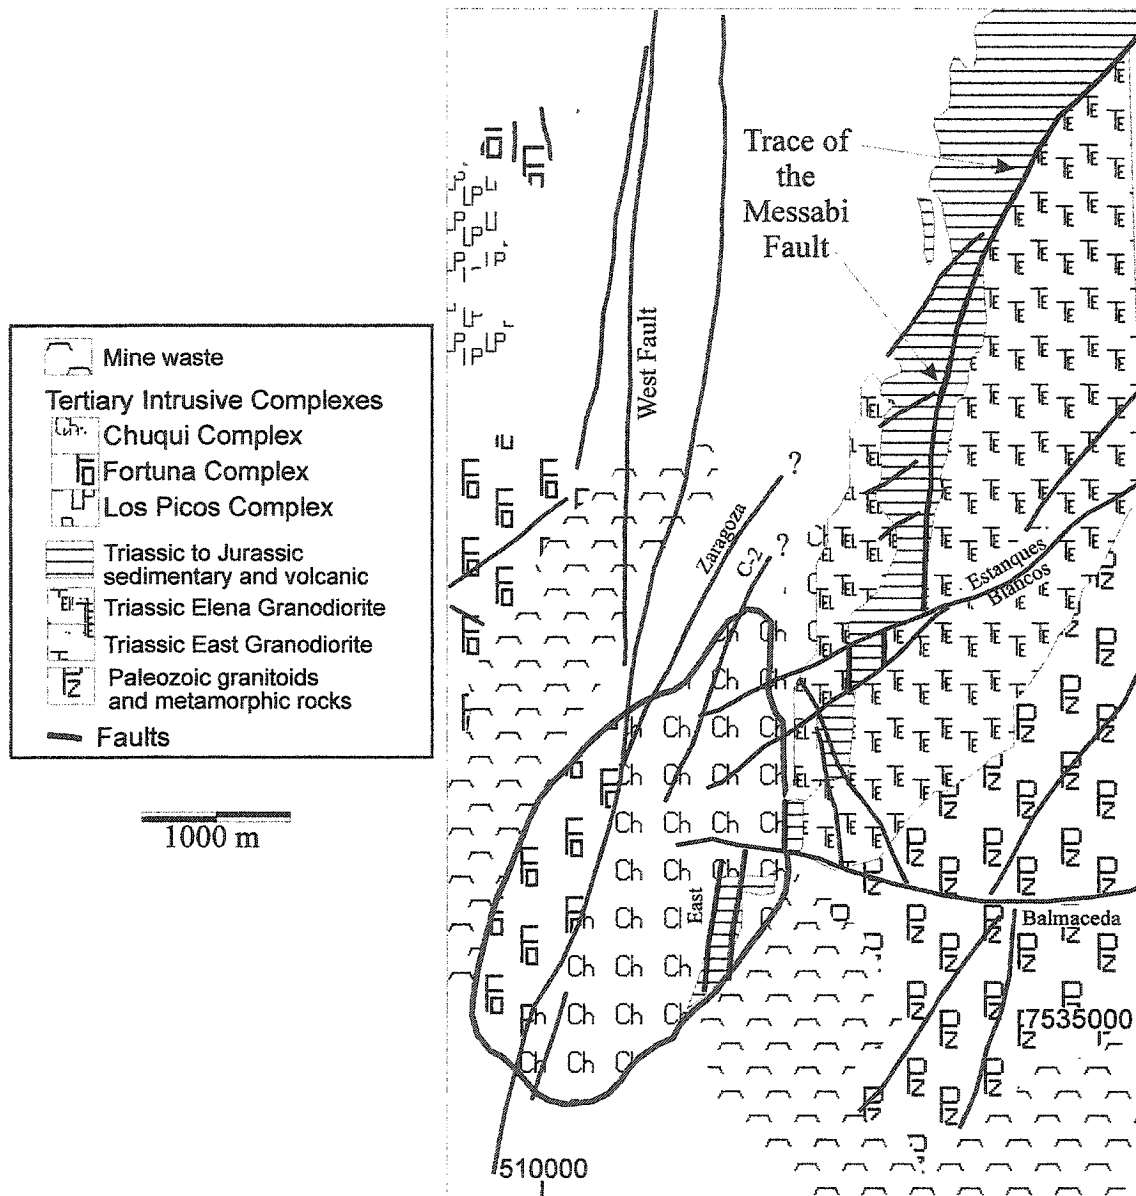 Trace of
the
Messabi
Fault
West Fault
Mine waste
Tertiary Intrusive Complexes
Chuqui Complex
Fortuna Complex
Los Picos Complex
Triassic to Jurassic
sedimentary and volcanic
Triassic Elena Granodiorite
Triassic East Granodiorite
Paleozoic granitoids
and metamorphic rocks
Faults
1000 m
Zaragoza
?
C-2
?
Estanques
Blancos
East
Balmaceda
7535000
510000